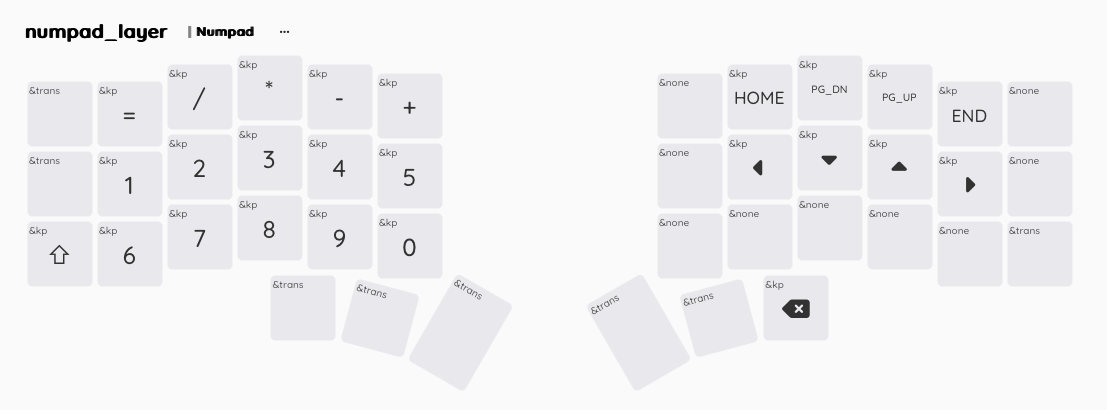 numpad_layer | Numpad ...
&trans &kp = &kp / &kp * &kp - &kp +
&none &kp HOME &kp PG_DN &kp PG_UP &kp END &none
&trans &kp 1 &kp 2 &kp 3 &kp 4 &kp 5
&none &kp &kp &kp &kp &none
&kp &kp 6 &kp 7 &kp 8 &kp 9 &kp 0
&none &none &none &none &none &trans
&trans &trans &trans
&trans &trans &kp